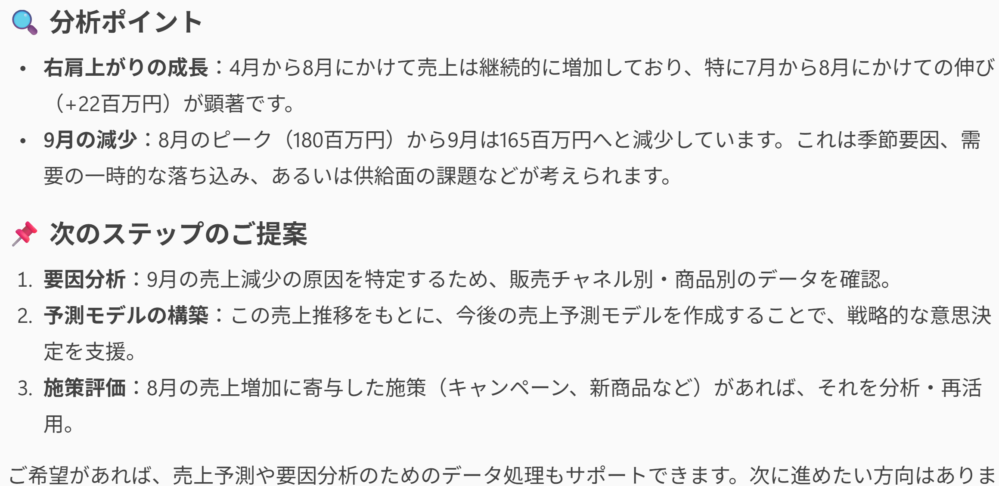 🔍 分析ポイント
• 右肩上がりの成長：4月から8月にかけて売上は継続的に増加しており、特に7月から8月にかけての伸び
（+22百万円）が顕著です。
• 9月の減少：8月のピーク（180百万円）から9月は165百万円へと減少しています。これは季節要因、需
要の一時的な落ち込み、あるいは供給面の課題などが考えられます。
📌 次のステップのご提案
1. 要因分析：9月の売上減少の原因を特定するため、販売チャネル別・商品別のデータを確認。
2. 予測モデルの構築：この売上推移をもとに、今後の売上予測モデルを作成することで、戦略的な意思決
定を支援。
3. 施策評価：8月の売上増加に寄与した施策（キャンペーン、新商品など）があれば、それを分析・再活
用。
ご希望があれば、売上予測や要因分析のためのデータ処理もサポートできます。次に進めたい方向はありま